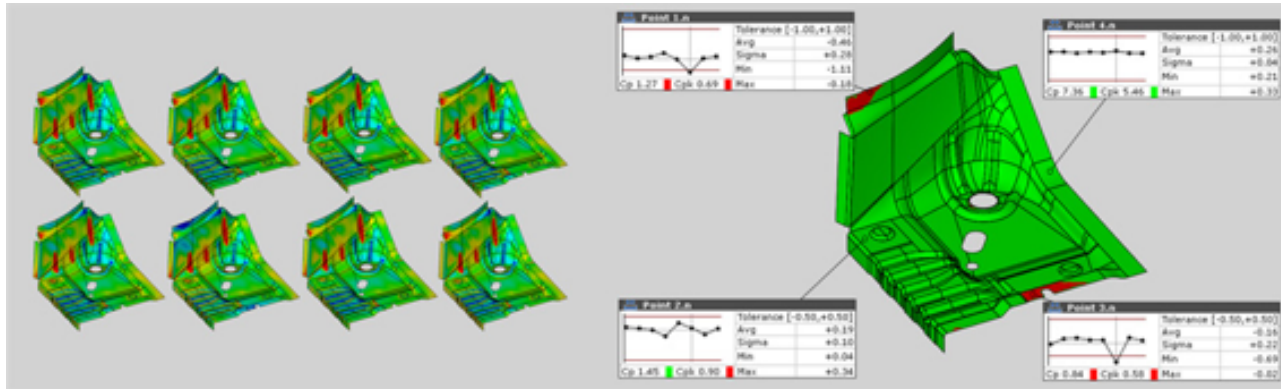 Point 1.n
Tolerance [-1.00,+1.00]
Avg -0.46
Sigma +0.28
Min -1.11
Cp 1.27 Cpk 0.69 Max -0.18
Point 4.n
Tolerance [-1.00,+1.00]
Avg +0.26
Sigma +0.04
Min +0.21
Cp 7.36 Cpk 5.46 Max +0.33
Point 2.n
Tolerance [-0.50,+0.50]
Avg +0.19
Sigma +0.10
Min +0.04
Cp 1.45 Cpk 0.90 Max +0.34
Point 3.n
Tolerance [-0.50,+0.50]
Avg -0.16
Sigma +0.22
Min -0.69
Cp 0.84 Cpk 0.58 Max -0.02